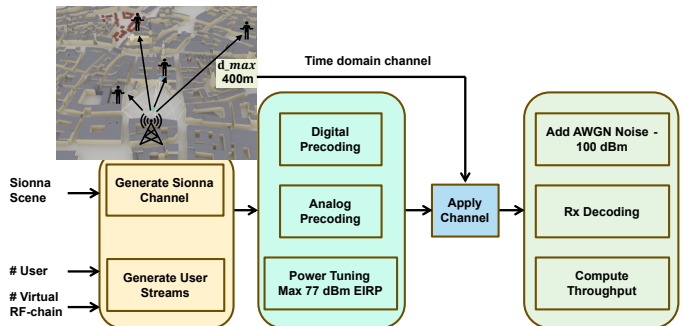 d_max
400m
Time domain channel
Sionna
Scene
# User
# Virtual
RF-chain
Generate Sionna
Channel
Generate User
Streams
Digital
Precoding
Analog
Precoding
Power Tuning
Max 77 dBm EIRP
Apply
Channel
Add AWGN Noise -
100 dBm
Rx Decoding
Compute
Throughput